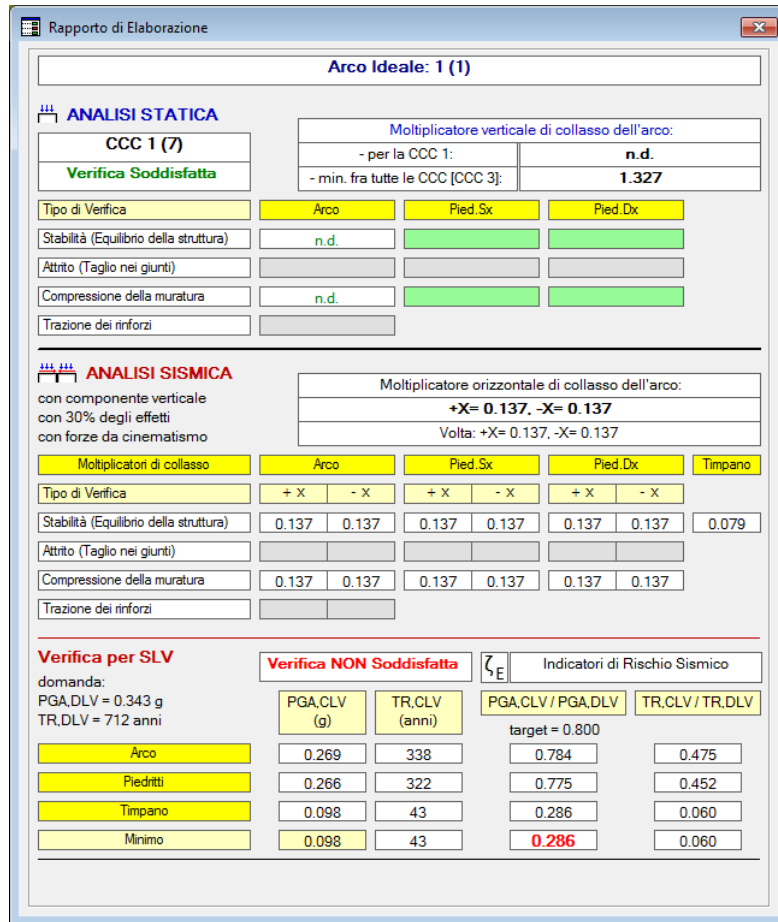 Rapporto di Elaborazione
Arco Ideale: 1 (1)
ANALISI STATICA
CCC 1 (7)
Verifica Soddisfatta
Moltiplicatore verticale di collasso dell'arco:
- per la CCC 1: n.d.
- min. fra tutte le CCC [CCC 3]: 1.327
Tipo di Verifica Arco Pied.Sx Pied.Dx
Stabilità (Equilibrio della struttura) n.d.
Attrito (Taglio nei giunti)
Compressione della muratura n.d.
Trazione dei rinforzi
ANALISI SISMICA
con componente verticale
con 30% degli effetti
con forze da cinematismo
Moltiplicatore orizzontale di collasso dell'arco:
+X= 0.137, -X= 0.137
Volta: +X= 0.137, -X= 0.137
Moltiplicatori di collasso Arco Pied.Sx Pied.Dx Timpano
Tipo di Verifica + X - X + X - X + X - X
Stabilità (Equilibrio della struttura) 0.137 0.137 0.137 0.137 0.137 0.137 0.079
Attrito (Taglio nei giunti)
Compressione della muratura 0.137 0.137 0.137 0.137 0.137 0.137
Trazione dei rinforzi
Verifica per SLV
domanda:
PGA,DLV = 0.343 g
TR,DLV = 712 anni
Verifica NON Soddisfatta
ζE Indicatori di Rischio Sismico
PGA,CLV (g) TR,CLV (anni) PGA,CLV / PGA,DLV TR,CLV / TR,DLV
target = 0.800
Arco 0.269 338 0.784 0.475
Piedritti 0.266 322 0.775 0.452
Timpano 0.098 43 0.286 0.060
Minimo 0.098 43 0.286 0.060